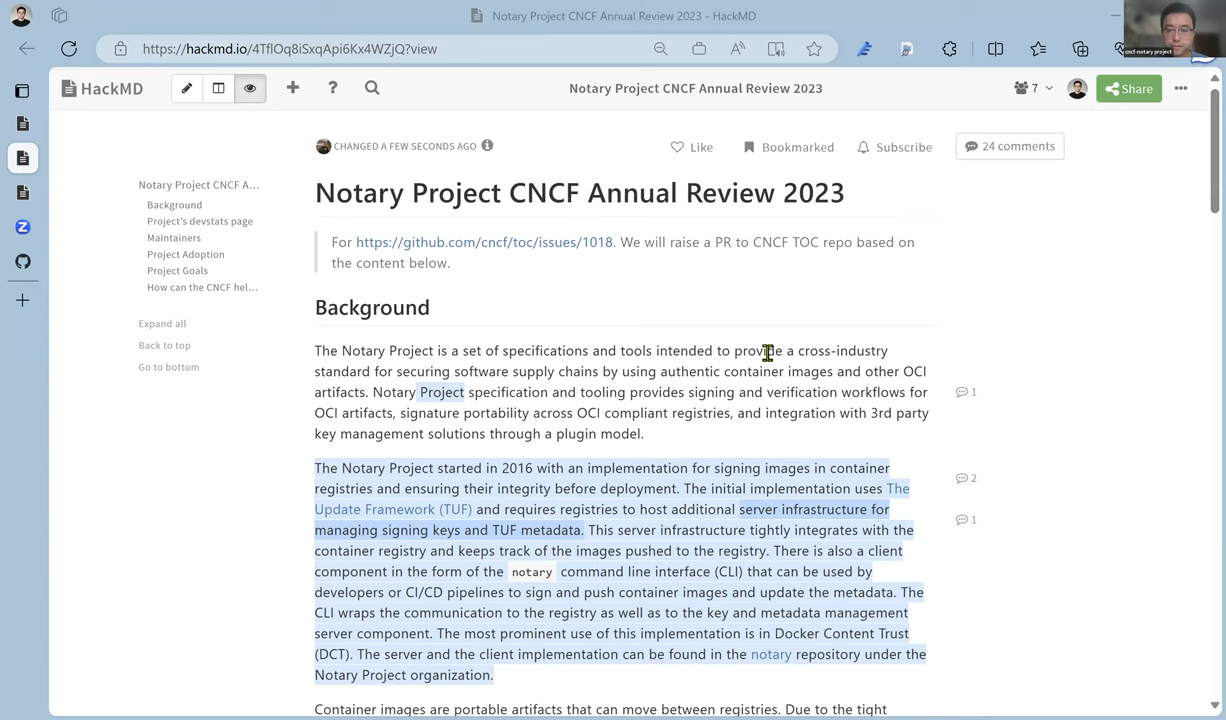 Notary Project CNCF Annual Review 2023 - HackMD
https://hackmd.io/4TflOq8iSxqApi6Kx4WZjQ?view
cncf-notary project
HackMD
Notary Project CNCF Annual Review 2023
7
Share
CHANGED A FEW SECONDS AGO
Like
Bookmarked
Subscribe
24 comments
Notary Project CNCF A...
Background
Project's devstats page
Maintainers
Project Adoption
Project Goals
How can the CNCF hel...
Expand all
Back to top
Go to bottom
Notary Project CNCF Annual Review 2023
For https://github.com/cncf/toc/issues/1018. We will raise a PR to CNCF TOC repo based on
the content below.
Background
The Notary Project is a set of specifications and tools intended to provide a cross-industry
standard for securing software supply chains by using authentic container images and other OCI
artifacts. Notary Project specification and tooling provides signing and verification workflows for
OCI artifacts, signature portability across OCI compliant registries, and integration with 3rd party
key management solutions through a plugin model.
1
The Notary Project started in 2016 with an implementation for signing images in container
registries and ensuring their integrity before deployment. The initial implementation uses The
Update Framework (TUF) and requires registries to host additional server infrastructure for
managing signing keys and TUF metadata. This server infrastructure tightly integrates with the
container registry and keeps track of the images pushed to the registry. There is also a client
component in the form of the notary command line interface (CLI) that can be used by
developers or CI/CD pipelines to sign and push container images and update the metadata. The
CLI wraps the communication to the registry as well as to the key and metadata management
server component. The most prominent use of this implementation is in Docker Content Trust
(DCT). The server and the client implementation can be found in the notary repository under the
Notary Project organization.
2
1
Container images are portable artifacts that can move between registries. Due to the tight